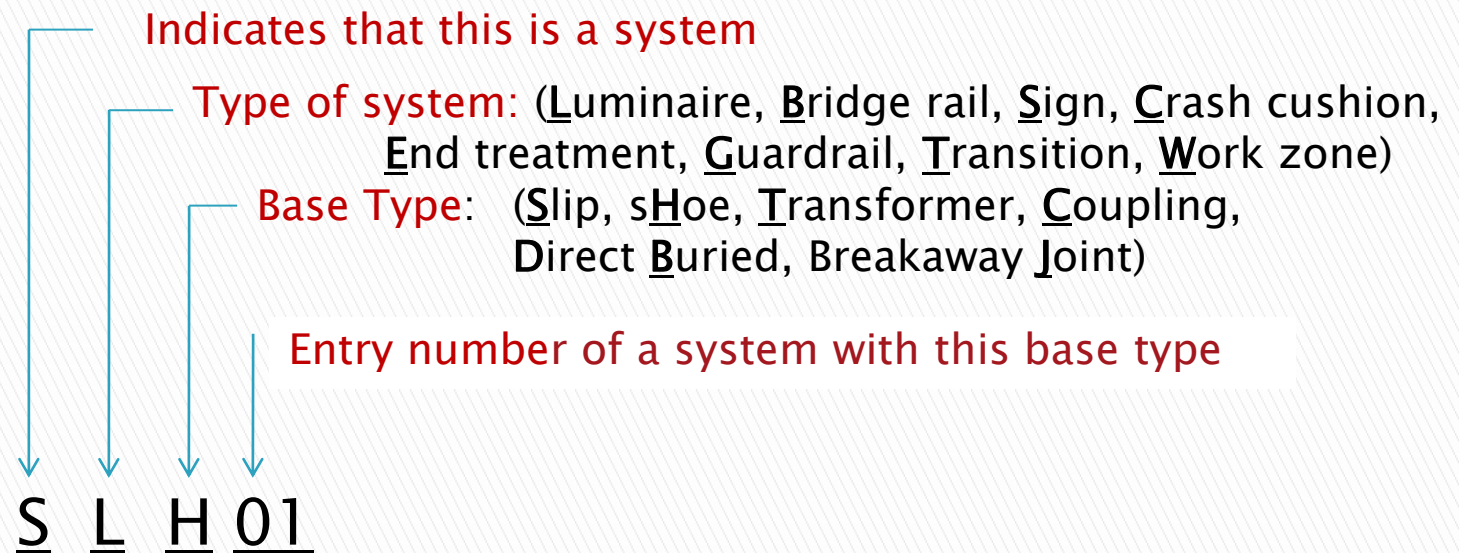 Indicates that this is a system
Type of system: (Luminaire, Bridge rail, Sign, Crash cushion,
End treatment, Guardrail, Transition, Work zone)
Base Type: (Slip, sHoe, Transformer, Coupling,
Direct Buried, Breakaway Joint)
Entry number of a system with this base type
S L H 01